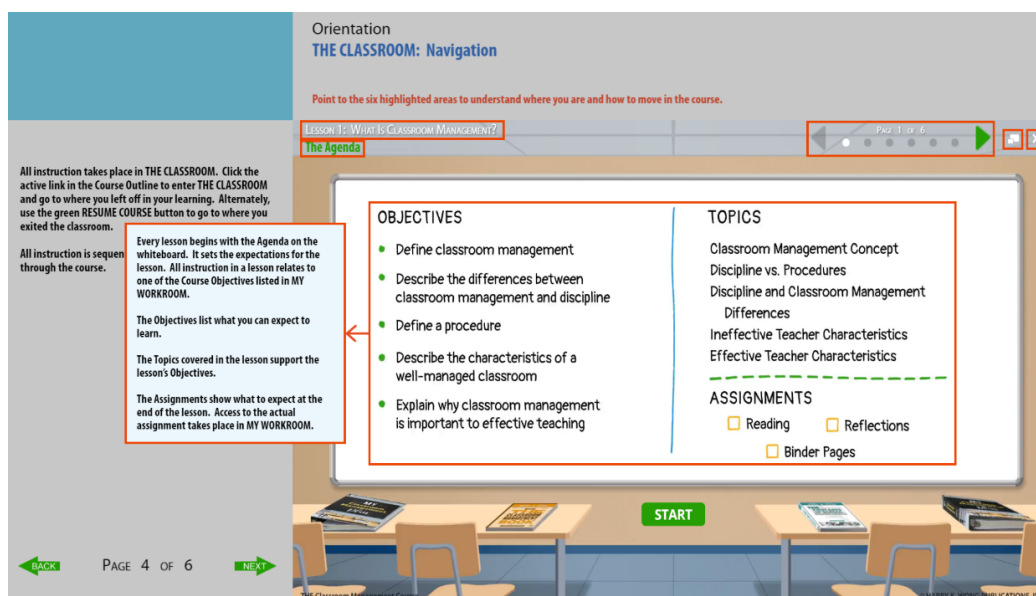 Orientation
THE CLASSROOM: Navigation
Point to the six highlighted areas to understand where you are and how to move in the course.
LESSON 1: WHAT IS CLASSROOM MANAGEMENT?
PAGE 1 OF 6
The Agenda
All instruction takes place in THE CLASSROOM. Click the
active link in the Course Outline to enter THE CLASSROOM
and go to where you left off in your learning. Alternately,
use the green RESUME COURSE button to go to where you
exited the classroom.
All instruction is sequen
through the course.
Every lesson begins with the Agenda on the
whiteboard. It sets the expectations for the
lesson. All instruction in a lesson relates to
one of the Course Objectives listed in MY
WORKROOM.
The Objectives list what you can expect to
learn.
The Topics covered in the lesson support the
lesson's Objectives.
The Assignments show what to expect at the
end of the lesson. Access to the actual
assignment takes place in MY WORKROOM.
OBJECTIVES
• Define classroom management
• Describe the differences between
classroom management and discipline
• Define a procedure
• Describe the characteristics of a
well-managed classroom
• Explain why classroom management
is important to effective teaching
TOPICS
Classroom Management Concept
Discipline vs. Procedures
Discipline and Classroom Management
Differences
Ineffective Teacher Characteristics
Effective Teacher Characteristics
ASSIGNMENTS
Reading
Reflections
Binder Pages
START
BACK
PAGE 4 OF 6
NEXT
THE Classroom Management Course
© HARRY K. WONG PUBLICATIONS